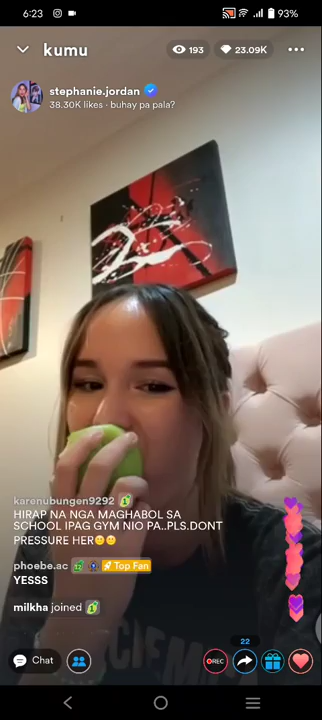 6:23
93%
kumu
193
23.09K
stephanie.jordan
38.30K likes · buhay pa pala?
karenubungen9292
HIRAP NA NGA MAGHABOL SA
SCHOOL IPAG GYM NIO PA..PLS.DONT
PRESSURE HER😶😶
phoebe.ac Top Fan
YESSS
milkha joined
22
Chat
REC